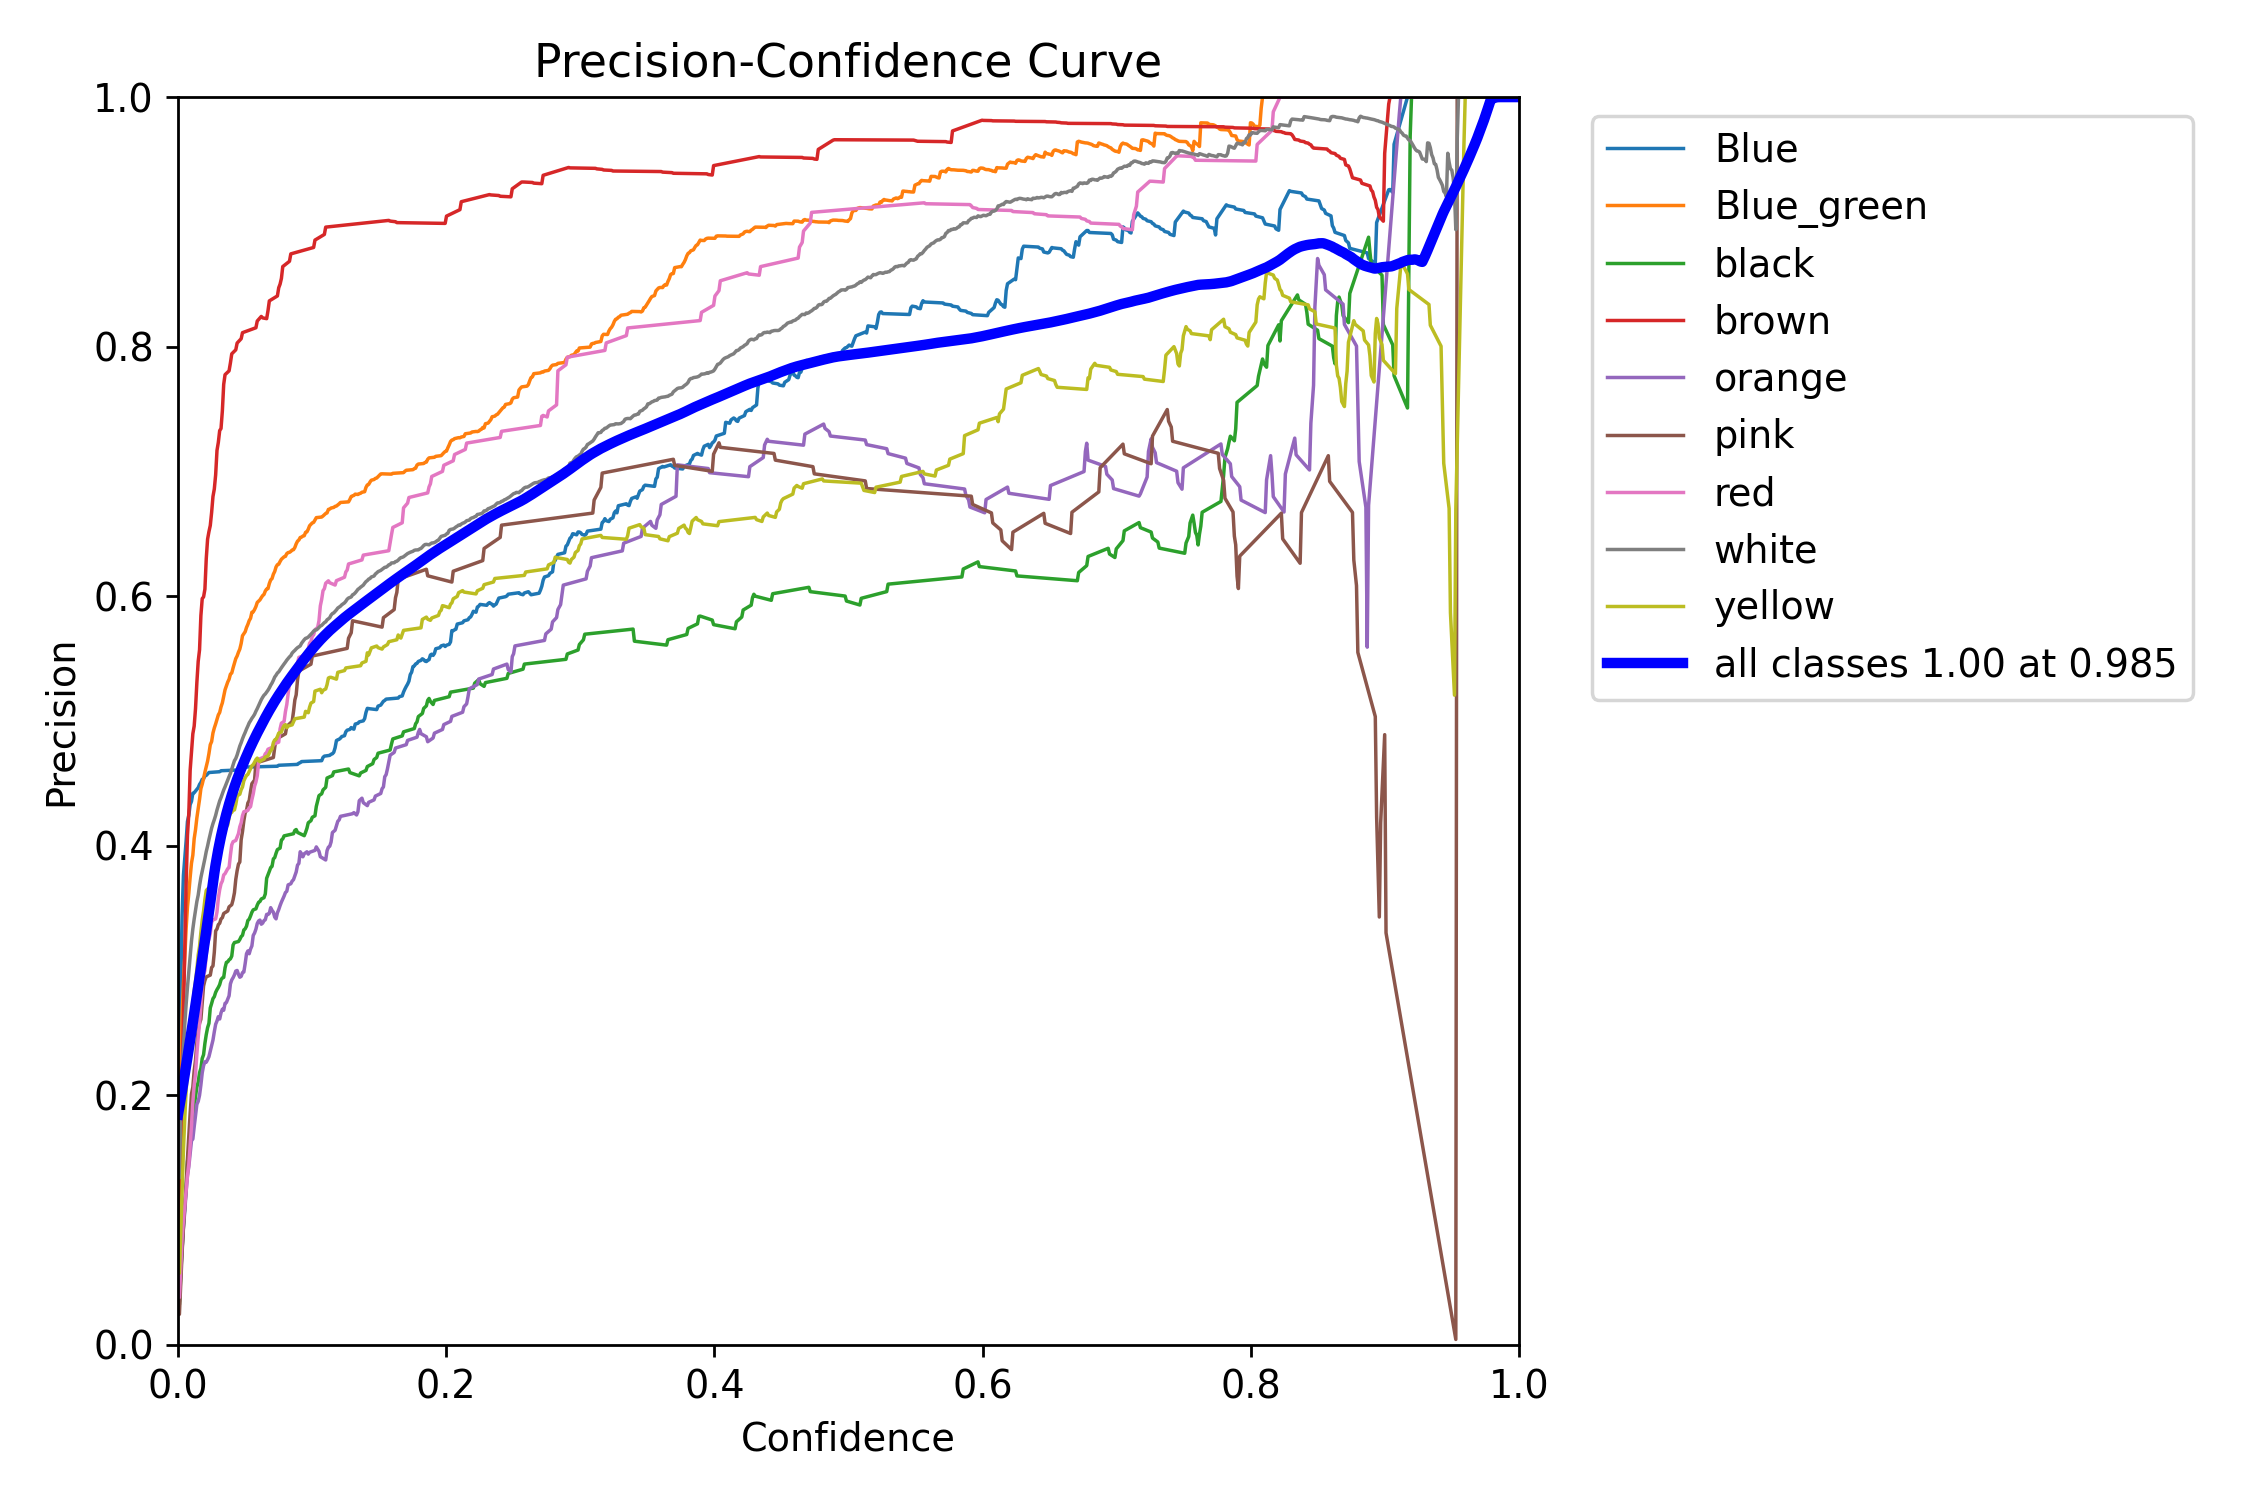 Precision-Confidence Curve
1.0
0.8
0.6
0.4
0.2
0.0
Precision
0.0 0.2 0.4 0.6 0.8 1.0
Confidence
Blue
Blue_green
black
brown
orange
pink
red
white
yellow
all classes 1.00 at 0.985